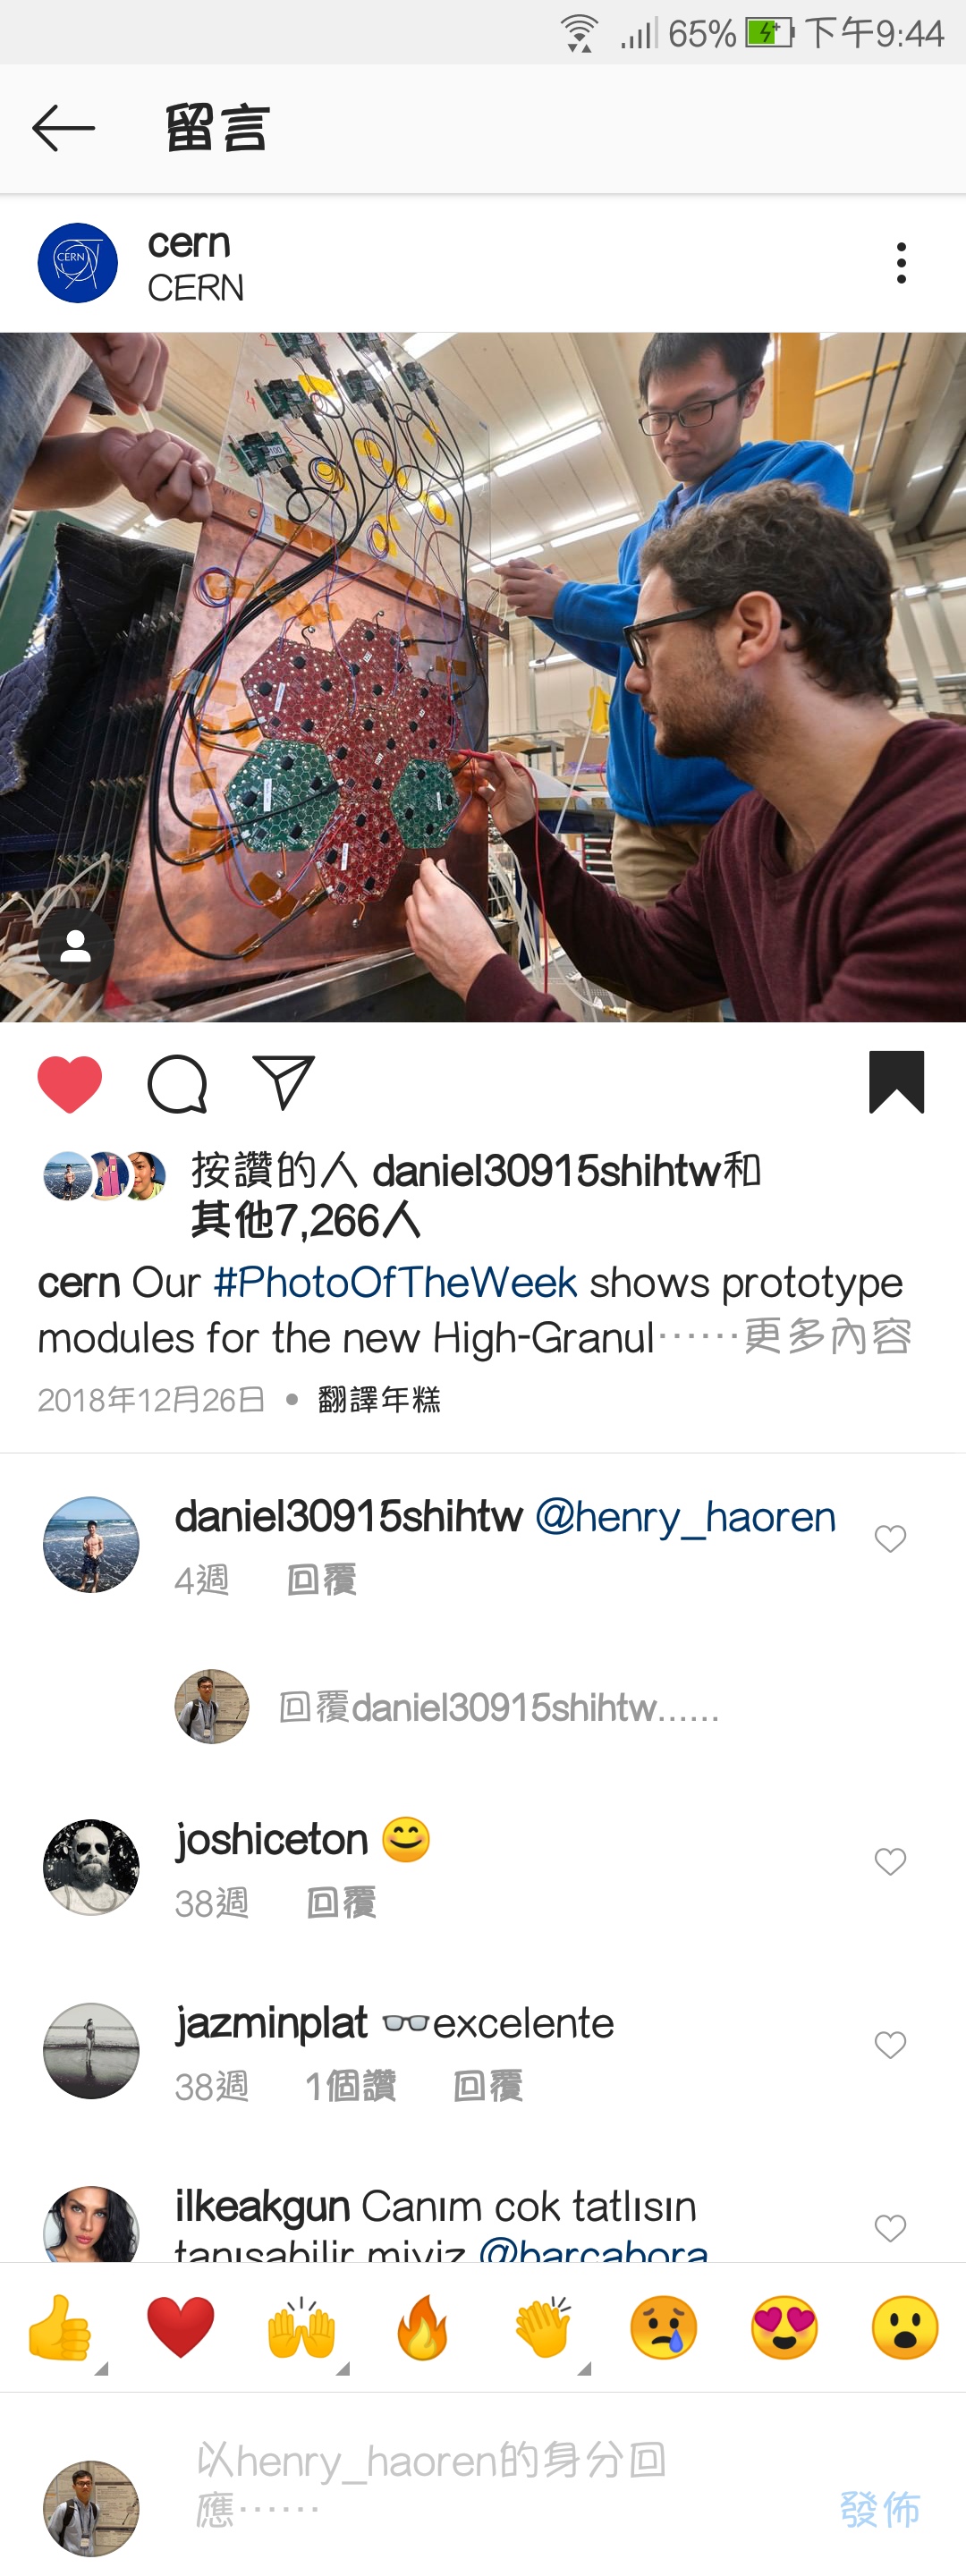 65% 下午9:44
留言
CERN
cern
CERN
按讚的人 daniel30915shihtw和
其他7,266人
cern Our #PhotoOfTheWeek shows prototype
modules for the new High-Granul⋯⋯更多內容
2018年12月26日 • 翻譯年糕
daniel30915shihtw @henry_haoren
4週 回覆
回覆daniel30915shihtw......
joshiceton 😊
38週 回覆
jazminplat 👓excelente
38週 1個讚 回覆
ilkeakgun Canım cok tatlısın
tanısabilir miyiz @barcabora
以henry_haoren的身分回
應⋯⋯
發佈